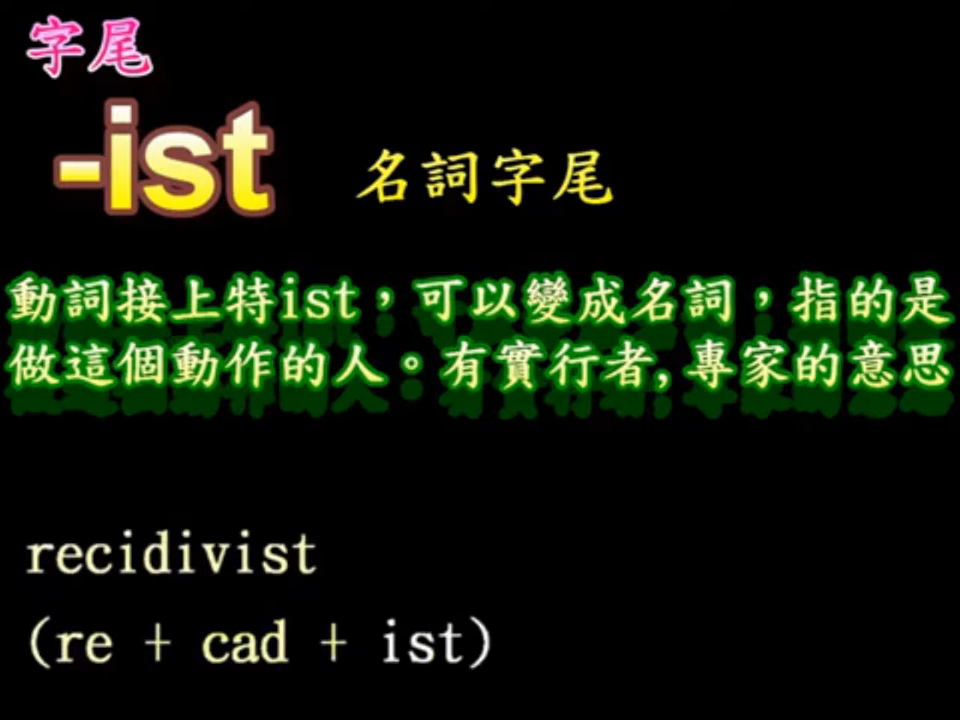 字尾
-ist 名詞字尾
動詞接上特ist，可以變成名詞，指的是
做這個動作的人。有實行者,專家的意思
recidivist
(re + cad + ist)